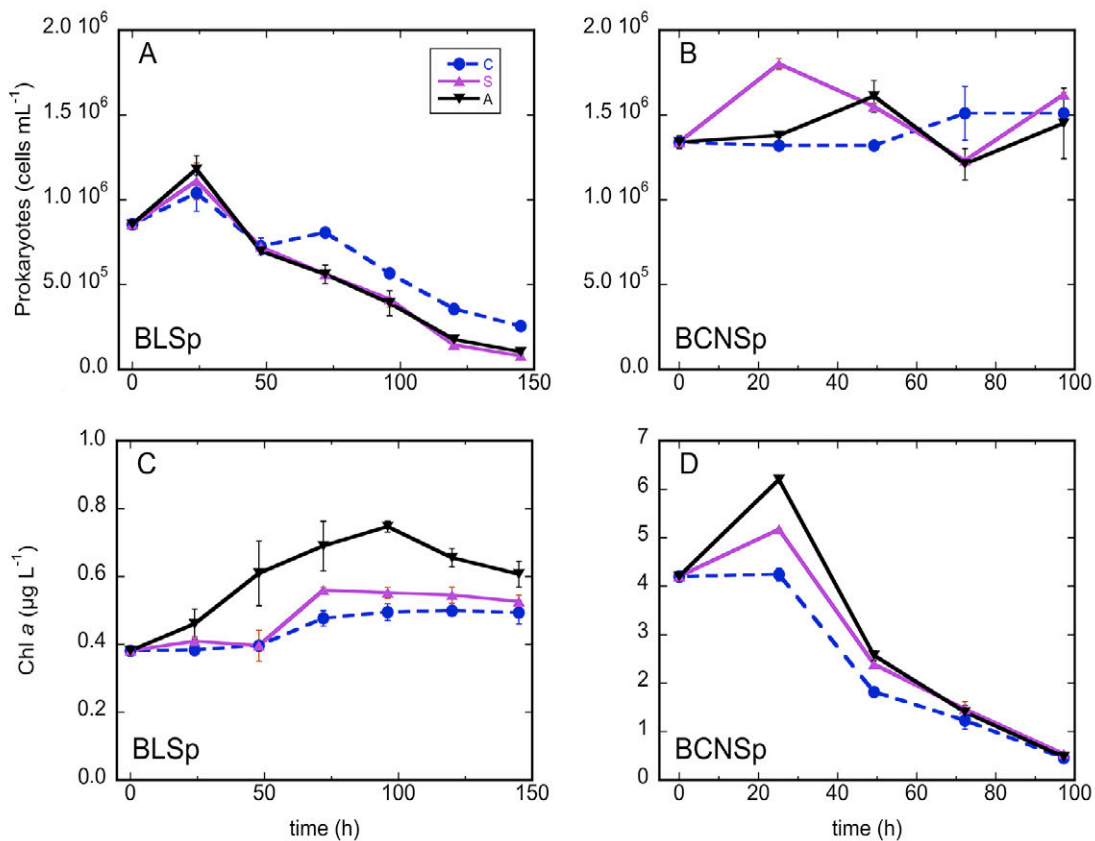 A
B
C
S
A
Prokaryotes (cells mL-1)
2.0 10^6
1.5 10^6
1.0 10^6
5.0 10^5
0.0
BLSp
0 50 100 150
2.0 10^6
1.5 10^6
1.0 10^6
5.0 10^5
0.0
BCNSp
0 20 40 60 80 100
C
D
Chl a (µg L-1)
1.0
0.8
0.6
0.4
0.2
0.0
BLSp
0 50 100 150
time (h)
7
6
5
4
3
2
1
0
BCNSp
0 20 40 60 80 100
time (h)